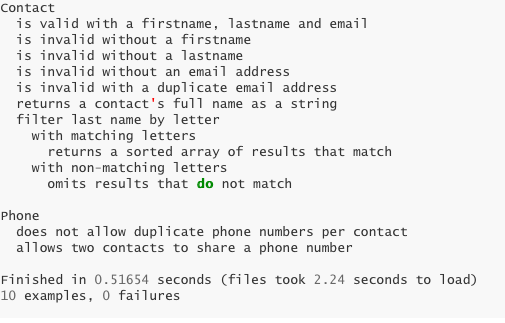 Contact
  is valid with a firstname, lastname and email
  is invalid without a firstname
  is invalid without a lastname
  is invalid without an email address
  is invalid with a duplicate email address
  returns a contact's full name as a string
  filter last name by letter
    with matching letters
      returns a sorted array of results that match
    with non-matching letters
      omits results that do not match

Phone
  does not allow duplicate phone numbers per contact
  allows two contacts to share a phone number

Finished in 0.51654 seconds (files took 2.24 seconds to load)
10 examples, 0 failures